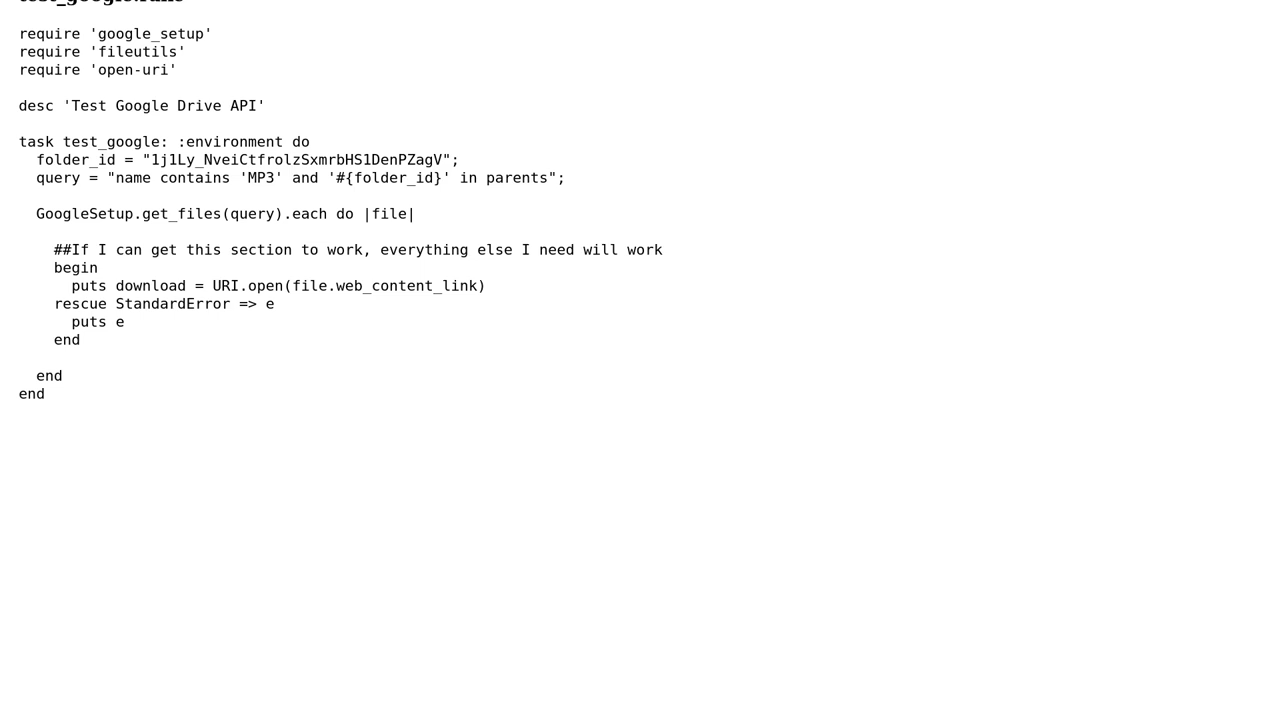 require 'google_setup'
require 'fileutils'
require 'open-uri'
desc 'Test Google Drive API'
task test_google: :environment do
  folder_id = "1j1Ly_NveiCtfrolzSxmrbHS1DenPZagV";
  query = "name contains 'MP3' and '#{folder_id}' in parents";
  GoogleSetup.get_files(query).each do |file|
    ##If I can get this section to work, everything else I need will work
    begin
      puts download = URI.open(file.web_content_link)
    rescue StandardError => e
      puts e
    end
  end
end